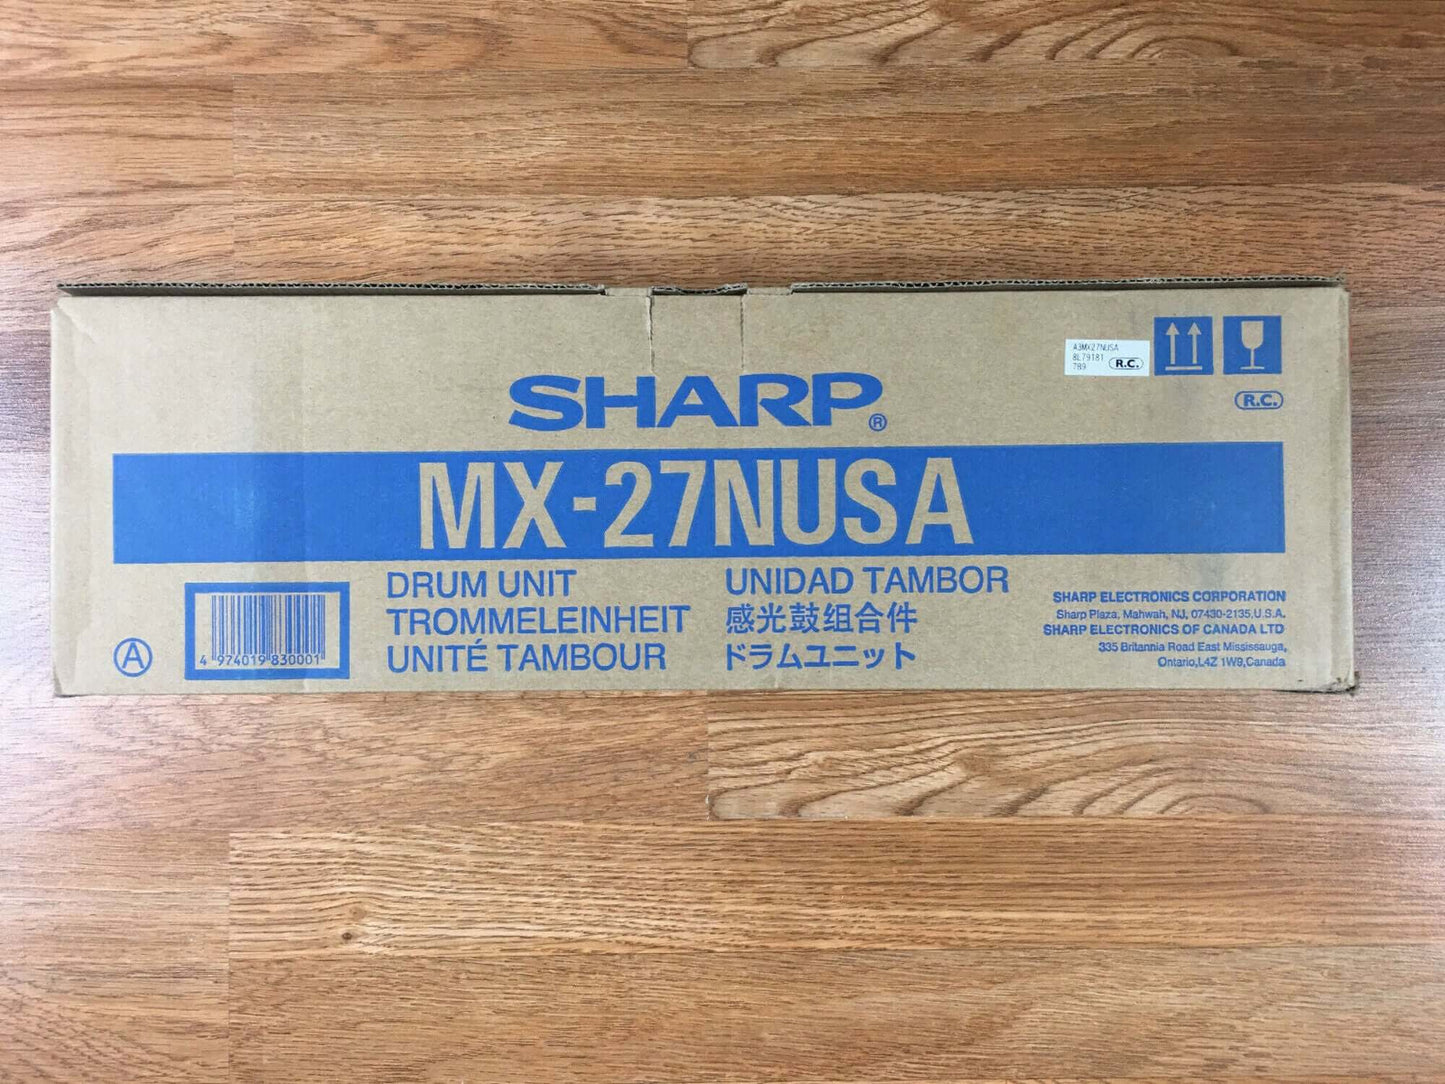 A3MX27NUSA
8L79181
789 R.C.
R.C.
SHARP®
MX-27NUSA
DRUM UNIT
TROMMELEINHEIT
UNITÉ TAMBOUR
UNIDAD TAMBOR
感光鼓组合件
ドラムユニット
A
4 974019 830001
SHARP ELECTRONICS CORPORATION
Sharp Plaza, Mahwah, NJ, 07430-2135, U.S.A.
SHARP ELECTRONICS OF CANADA LTD
335 Britannia Road East Mississauga,
Ontario, L4Z 1W9, Canada